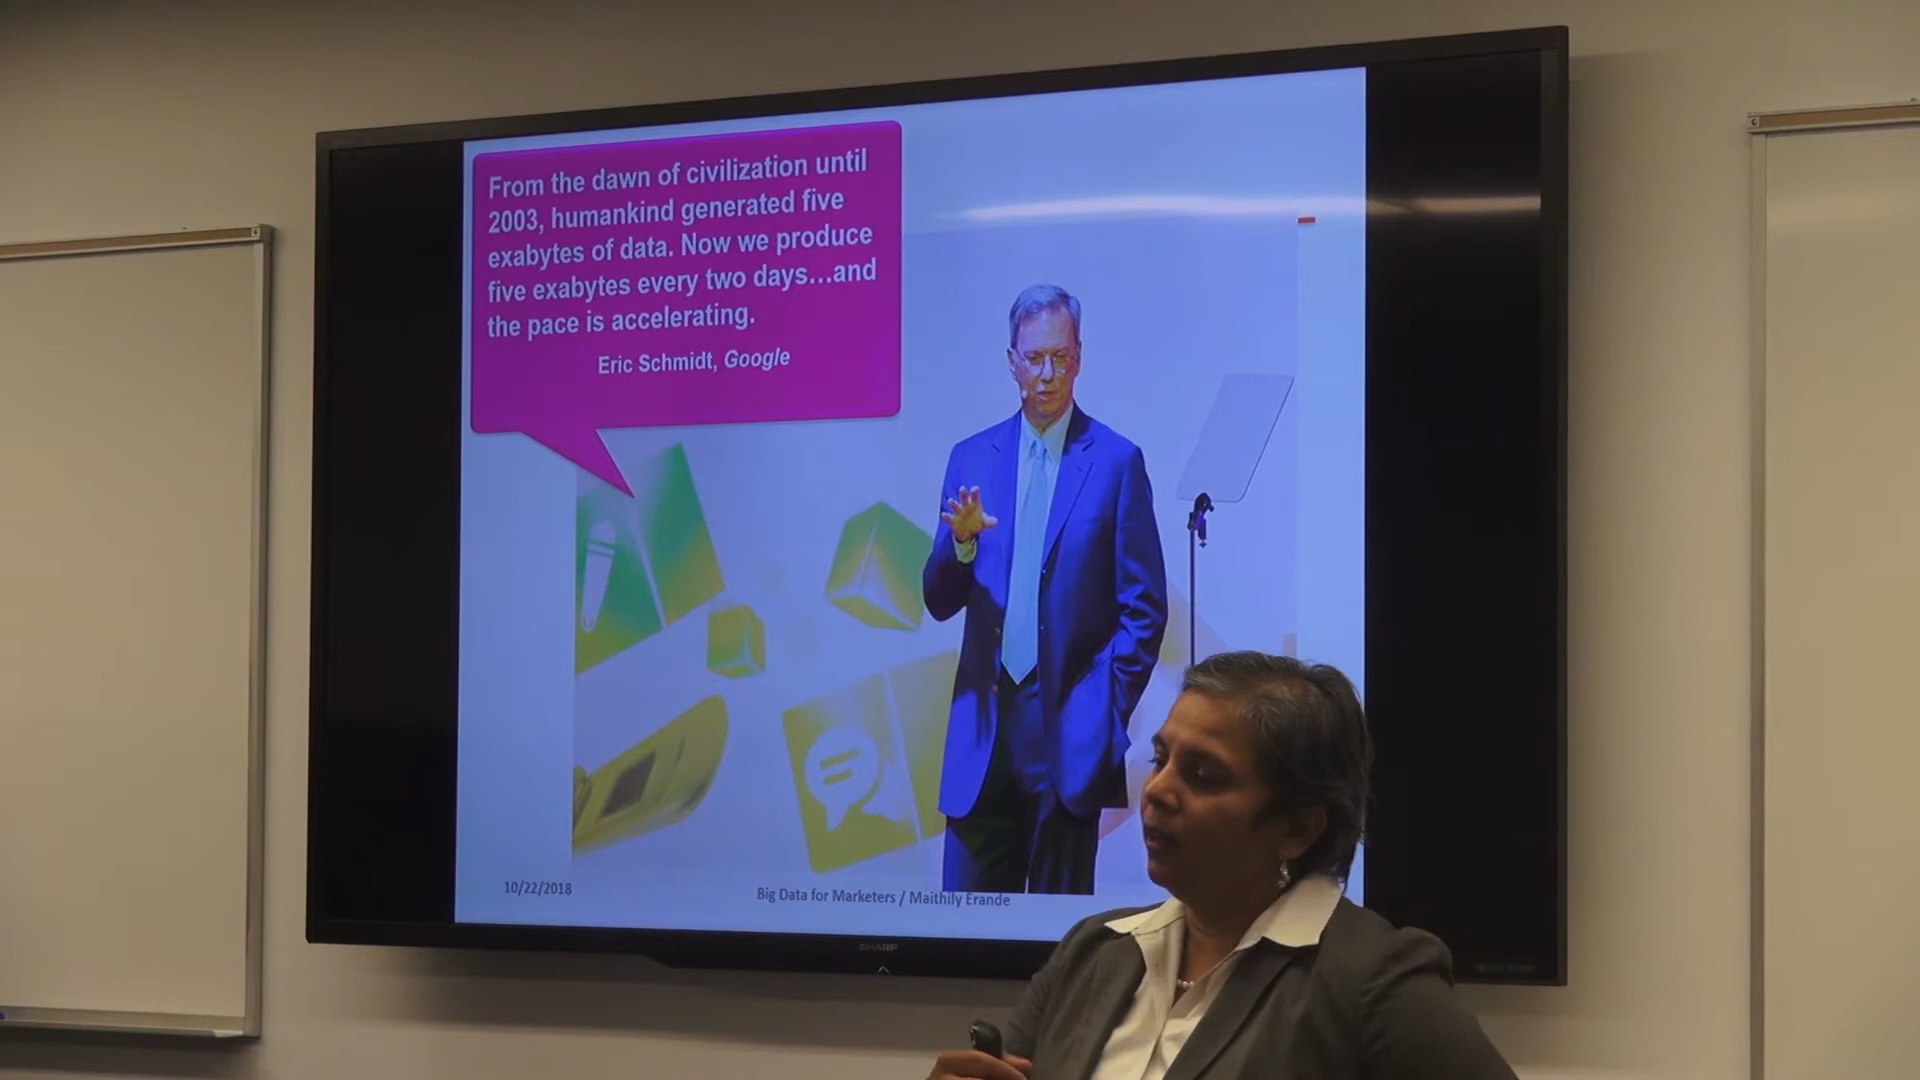 From the dawn of civilization until
2003, humankind generated five
exabytes of data. Now we produce
five exabytes every two days...and
the pace is accelerating.
Eric Schmidt, Google
10/22/2018
Big Data for Marketers / Maithily Erande
SHARP